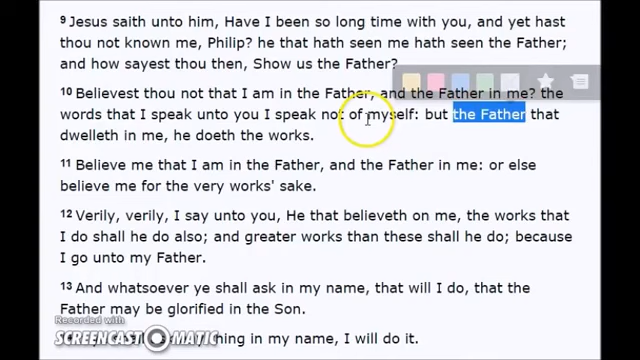 9 Jesus saith unto him, Have I been so long time with you, and yet hast
thou not known me, Philip? he that hath seen me hath seen the Father;
and how sayest thou then, Show us the Father?
10 Believest thou not that I am in the Father, and the Father in me? the
words that I speak unto you I speak not of myself: but the Father that
dwelleth in me, he doeth the works.
11 Believe me that I am in the Father, and the Father in me: or else
believe me for the very works' sake.
12 Verily, verily, I say unto you, He that believeth on me, the works that
I do shall he do also; and greater works than these shall he do; because
I go unto my Father.
13 And whatsoever ye shall ask in my name, that will I do, that the
Father may be glorified in the Son.
Recorded with
SCREENCAST-O-MATIC
in my name, I will do it.